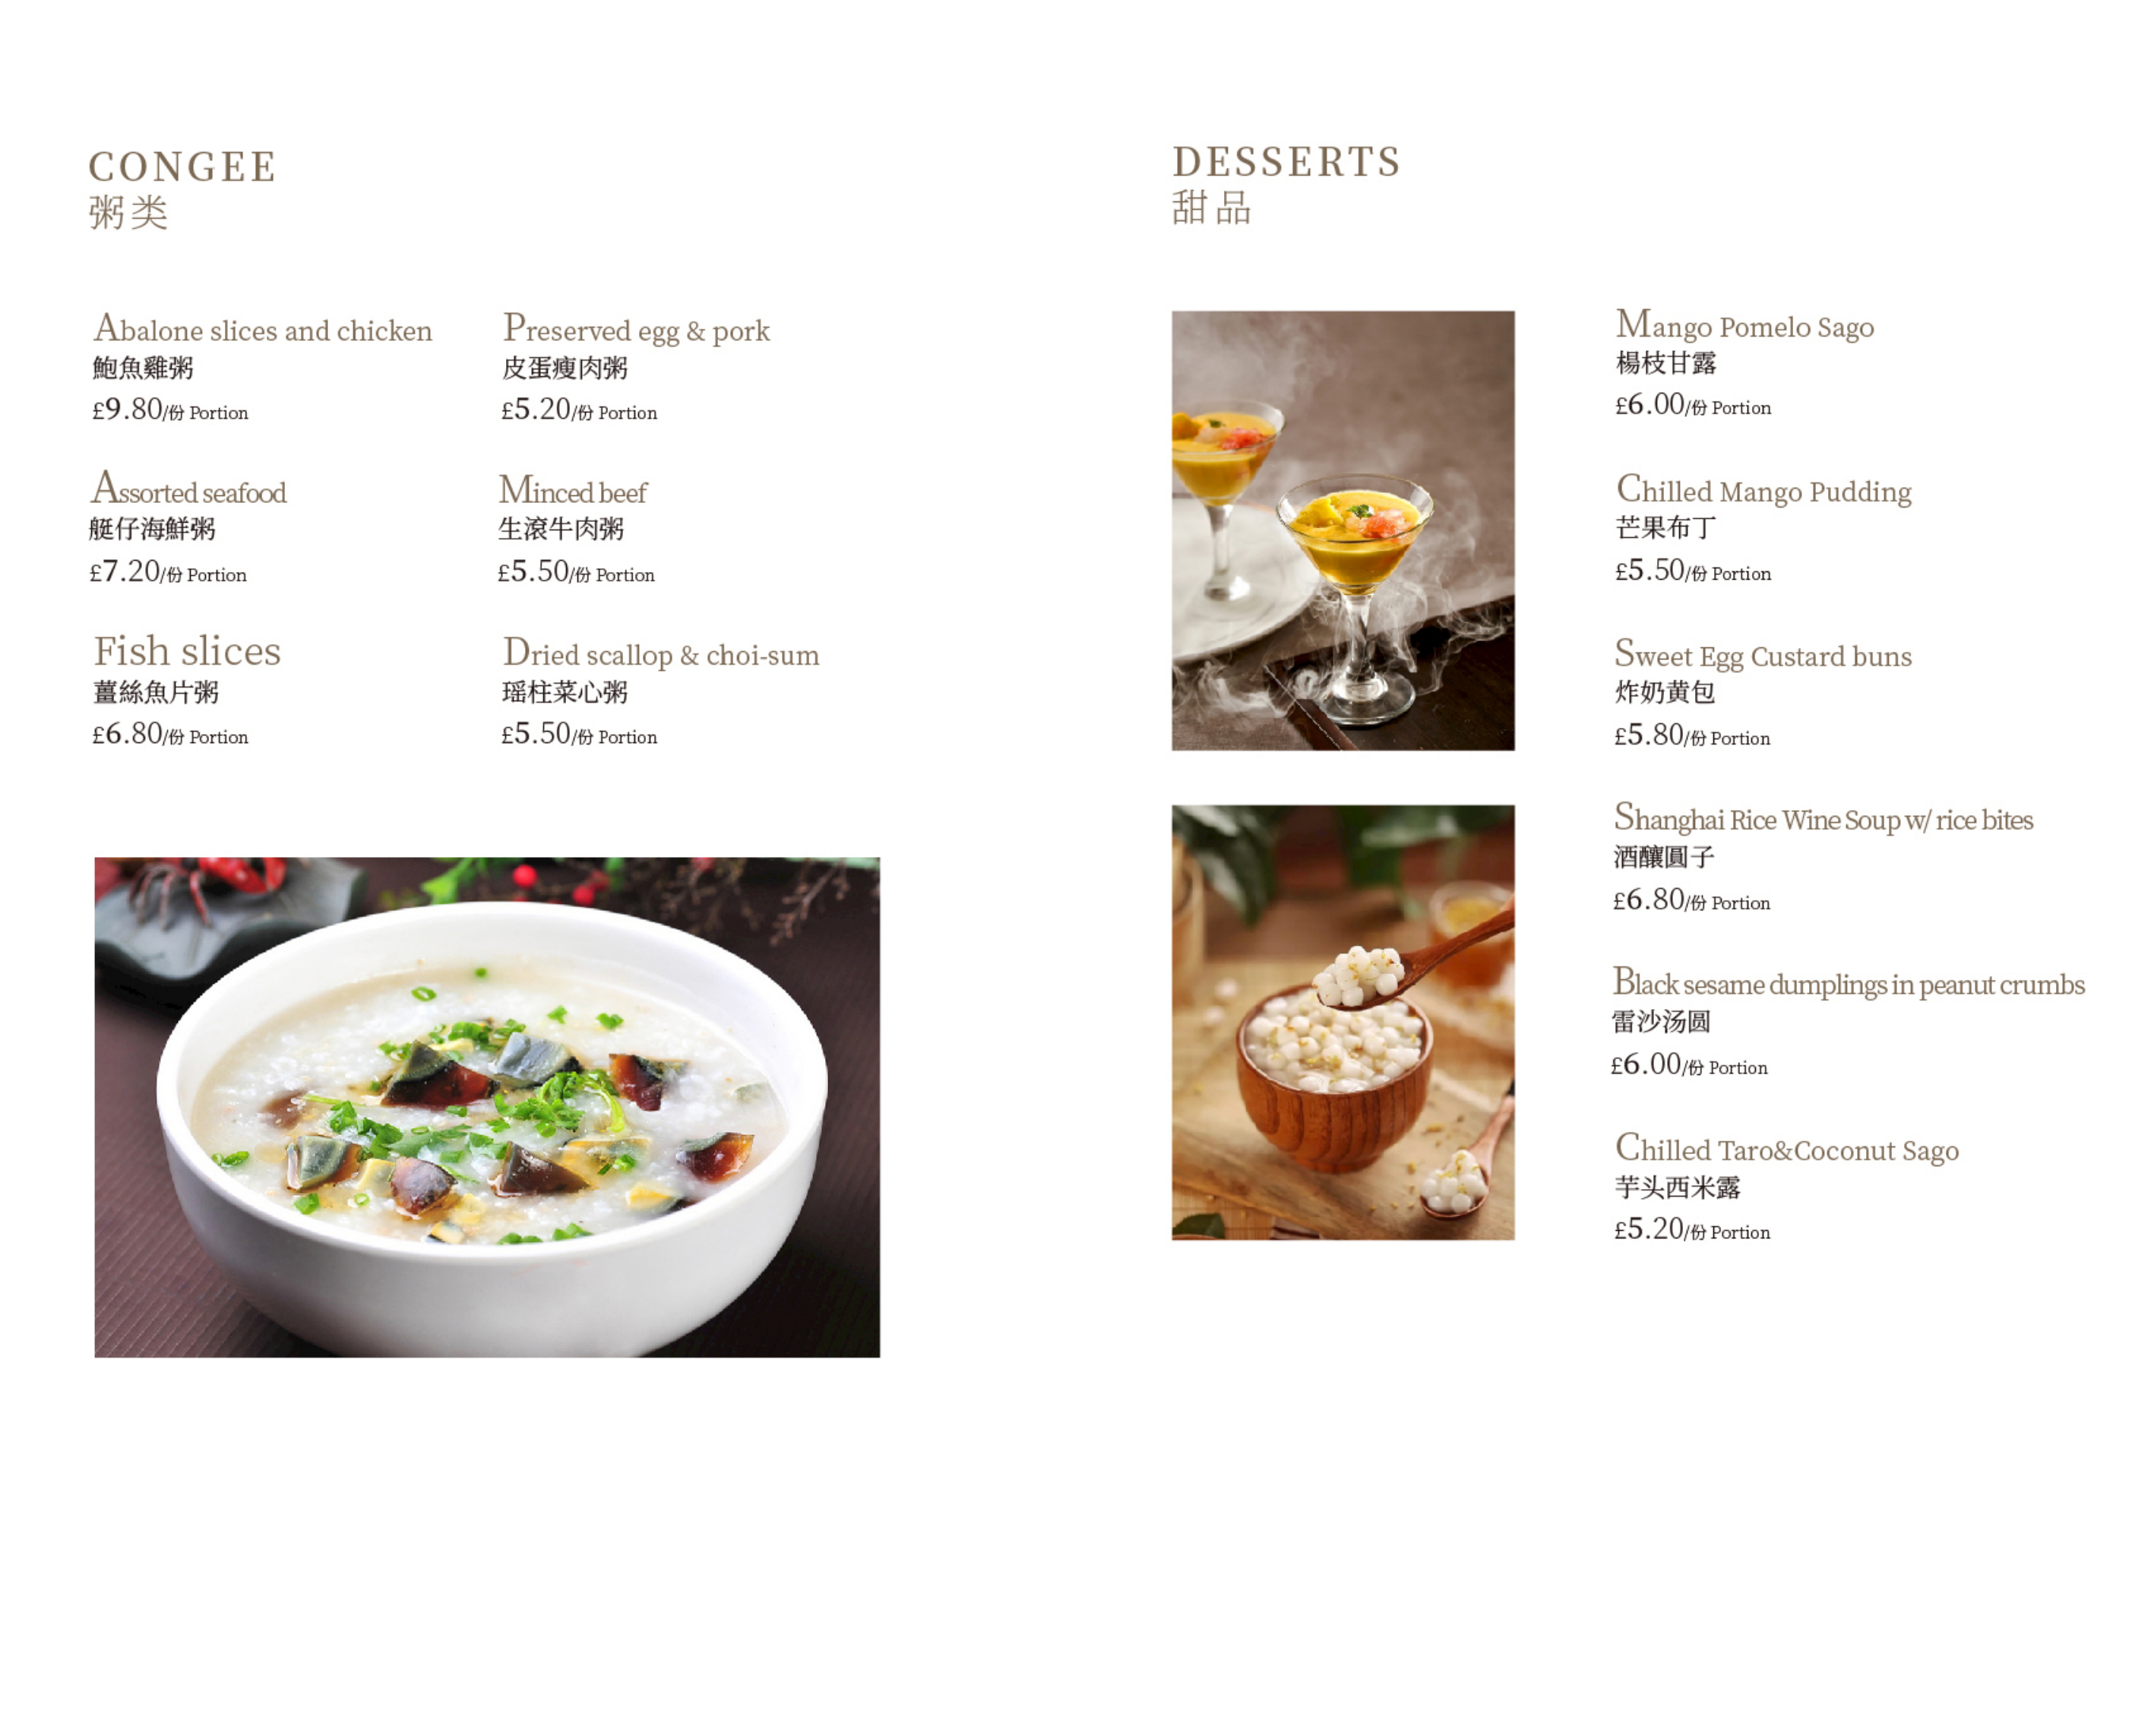 CONGEE
粥类
Abalone slices and chicken
鮑魚雞粥
£9.80/份 Portion
Assorted seafood
艇仔海鮮粥
£7.20/份 Portion
Fish slices
薑絲魚片粥
£6.80/份 Portion
Preserved egg & pork
皮蛋瘦肉粥
£5.20/份 Portion
Minced beef
生滾牛肉粥
£5.50/份 Portion
Dried scallop & choi-sum
瑶柱菜心粥
£5.50/份 Portion
DESSERTS
甜品
Mango Pomelo Sago
楊枝甘露
£6.00/份 Portion
Chilled Mango Pudding
芒果布丁
£5.50/份 Portion
Sweet Egg Custard buns
炸奶黄包
£5.80/份 Portion
Shanghai Rice Wine Soup w/ rice bites
酒釀圓子
£6.80/份 Portion
Black sesame dumplings in peanut crumbs
雷沙汤圆
£6.00/份 Portion
Chilled Taro&Coconut Sago
芋头西米露
£5.20/份 Portion